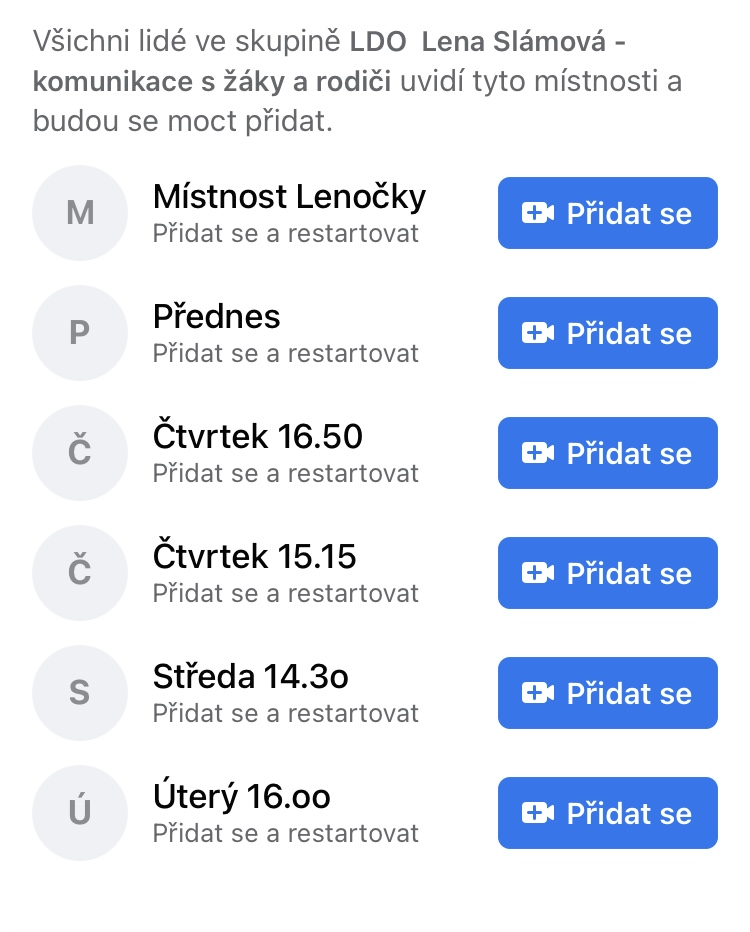 Všichni lidé ve skupině LDO  Lena Slámová -
komunikace s žáky a rodiči uvidí tyto místnosti a
budou se moct přidat.
M
Místnost Lenočky
Přidat se a restartovat
Přidat se
P
Přednes
Přidat se a restartovat
Přidat se
Č
Čtvrtek 16.50
Přidat se a restartovat
Přidat se
Č
Čtvrtek 15.15
Přidat se a restartovat
Přidat se
S
Středa 14.3o
Přidat se a restartovat
Přidat se
Ú
Úterý 16.oo
Přidat se a restartovat
Přidat se